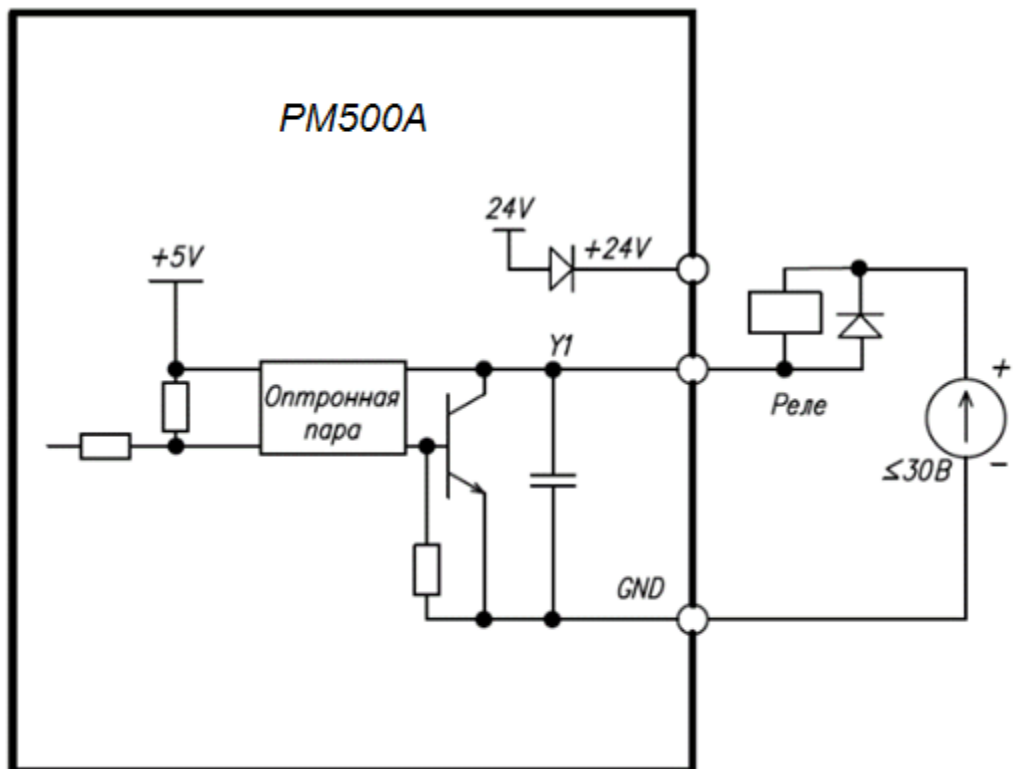 PM500A
24V
+24V
+5V
Y1
Оптронная
пара
Реле
+
≤30В
−
GND